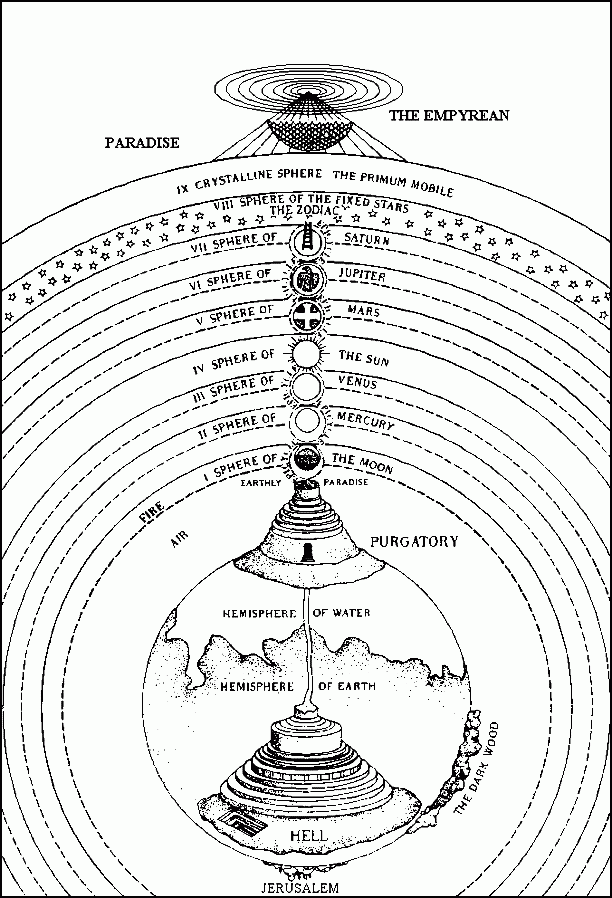 THE EMPYREAN
PARADISE
IX CRYSTALLINE SPHERE THE PRIMUM MOBILE
VIII SPHERE OF THE FIXED STARS
THE ZODIAC
VII SPHERE OF SATURN
VI SPHERE OF JUPITER
V SPHERE OF MARS
IV SPHERE OF THE SUN
III SPHERE OF VENUS
II SPHERE OF MERCURY
I SPHERE OF THE MOON
EARTHLY PARADISE
FIRE
AIR
PURGATORY
HEMISPHERE OF WATER
HEMISPHERE OF EARTH
THE DARK WOOD
HELL
JERUSALEM